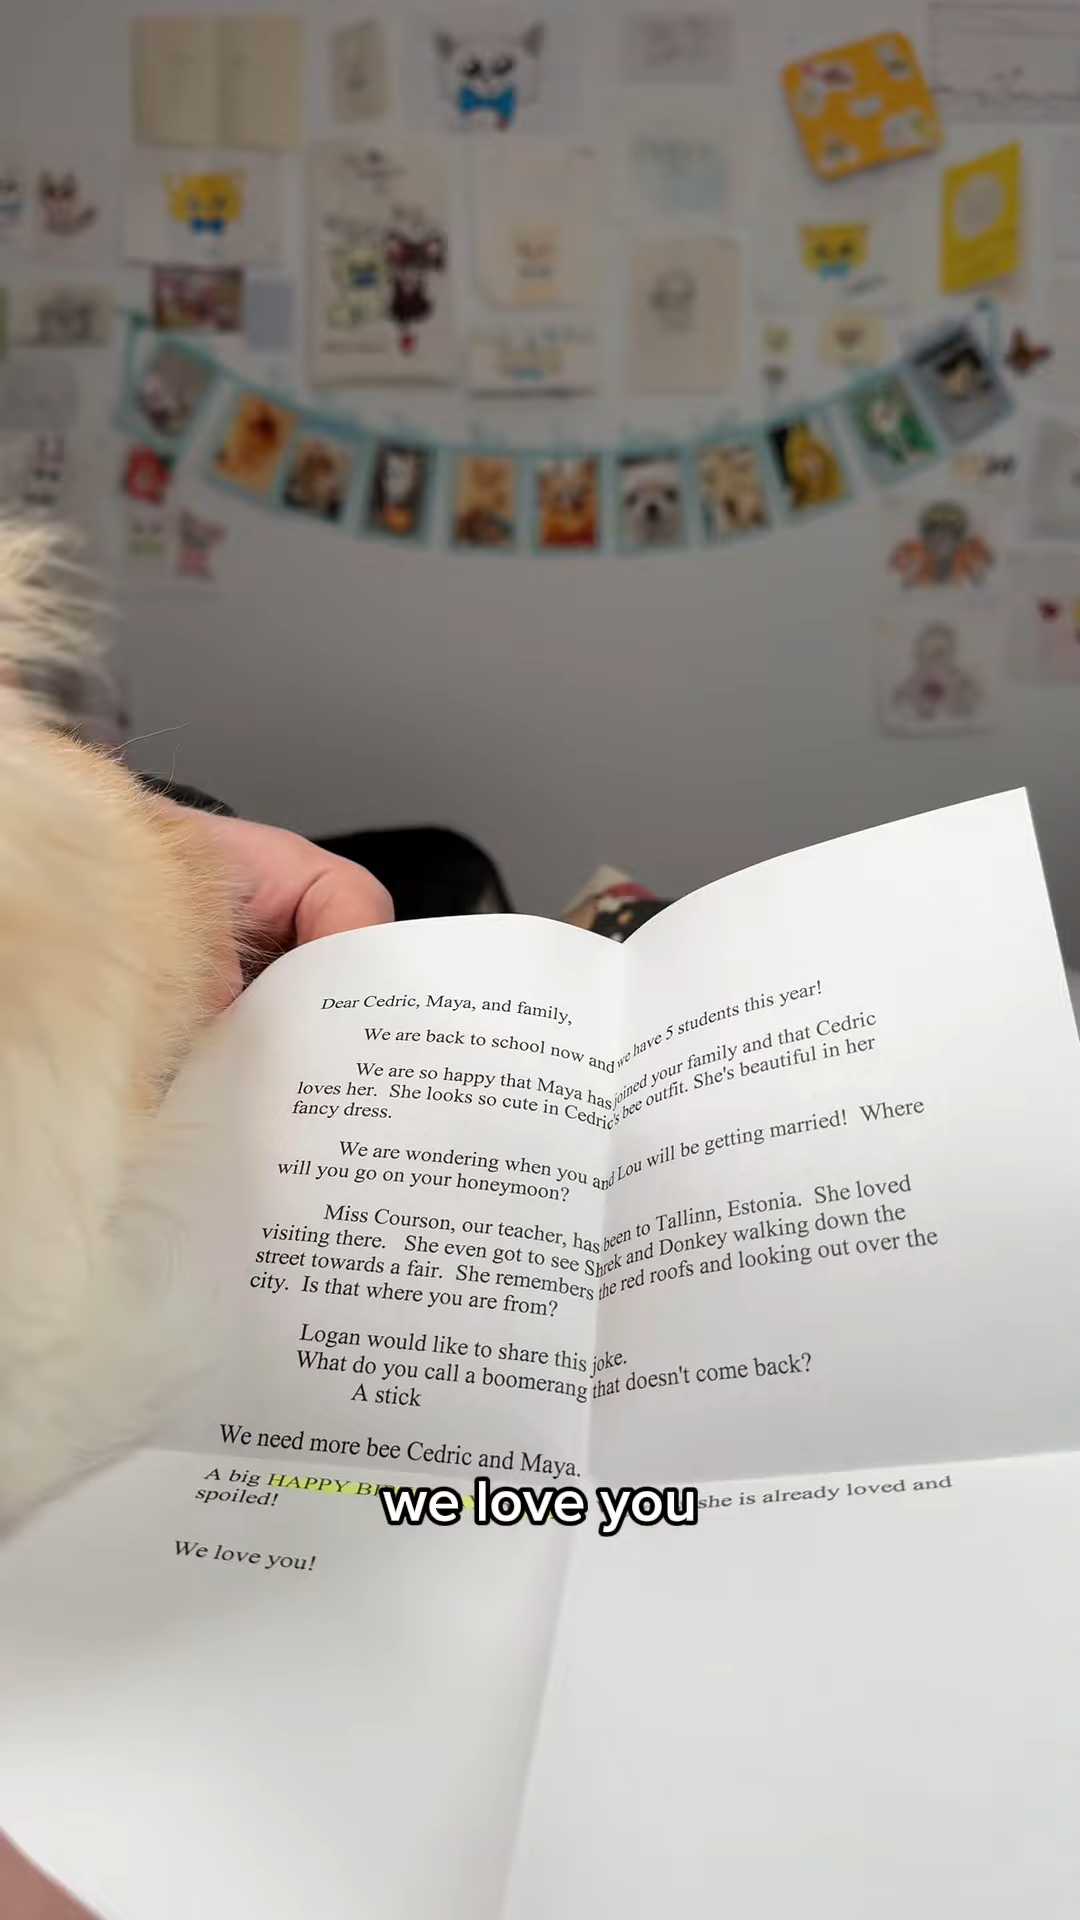 Dear Cedric, Maya, and family,
We are back to school now and we have 5 students this year!
We are so happy that Maya has joined your family and that Cedric
loves her. She looks so cute in Cedric's bee outfit. She's beautiful in her
fancy dress.
We are wondering when you and Lou will be getting married! Where
will you go on your honeymoon?
Miss Courson, our teacher, has been to Tallinn, Estonia. She loved
visiting there. She even got to see Shrek and Donkey walking down the
street towards a fair. She remembers the red roofs and looking out over the
city. Is that where you are from?
Logan would like to share this joke.
What do you call a boomerang that doesn't come back?
A stick
We need more bee Cedric and Maya.
A big HAPPY she is already loved and
spoiled!
we love you
We love you!